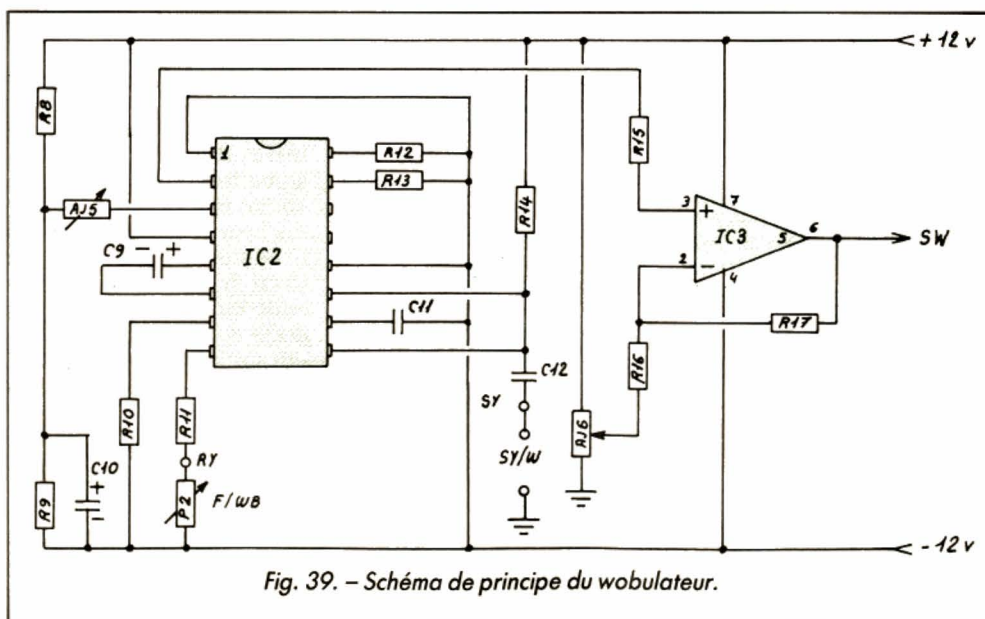 +12v
R8
1
R12
R15
AJ5
R13
R14
3
+
7
C9
- +
IC2
IC3
5
6
SW
2
-
4
C11
R17
C12
R16
SY
R10
R11
AJ6
C10
+
-
RY
SY/W
R9
P2
F/WB
-12v
Fig. 39. – Schéma de principe du wobulateur.